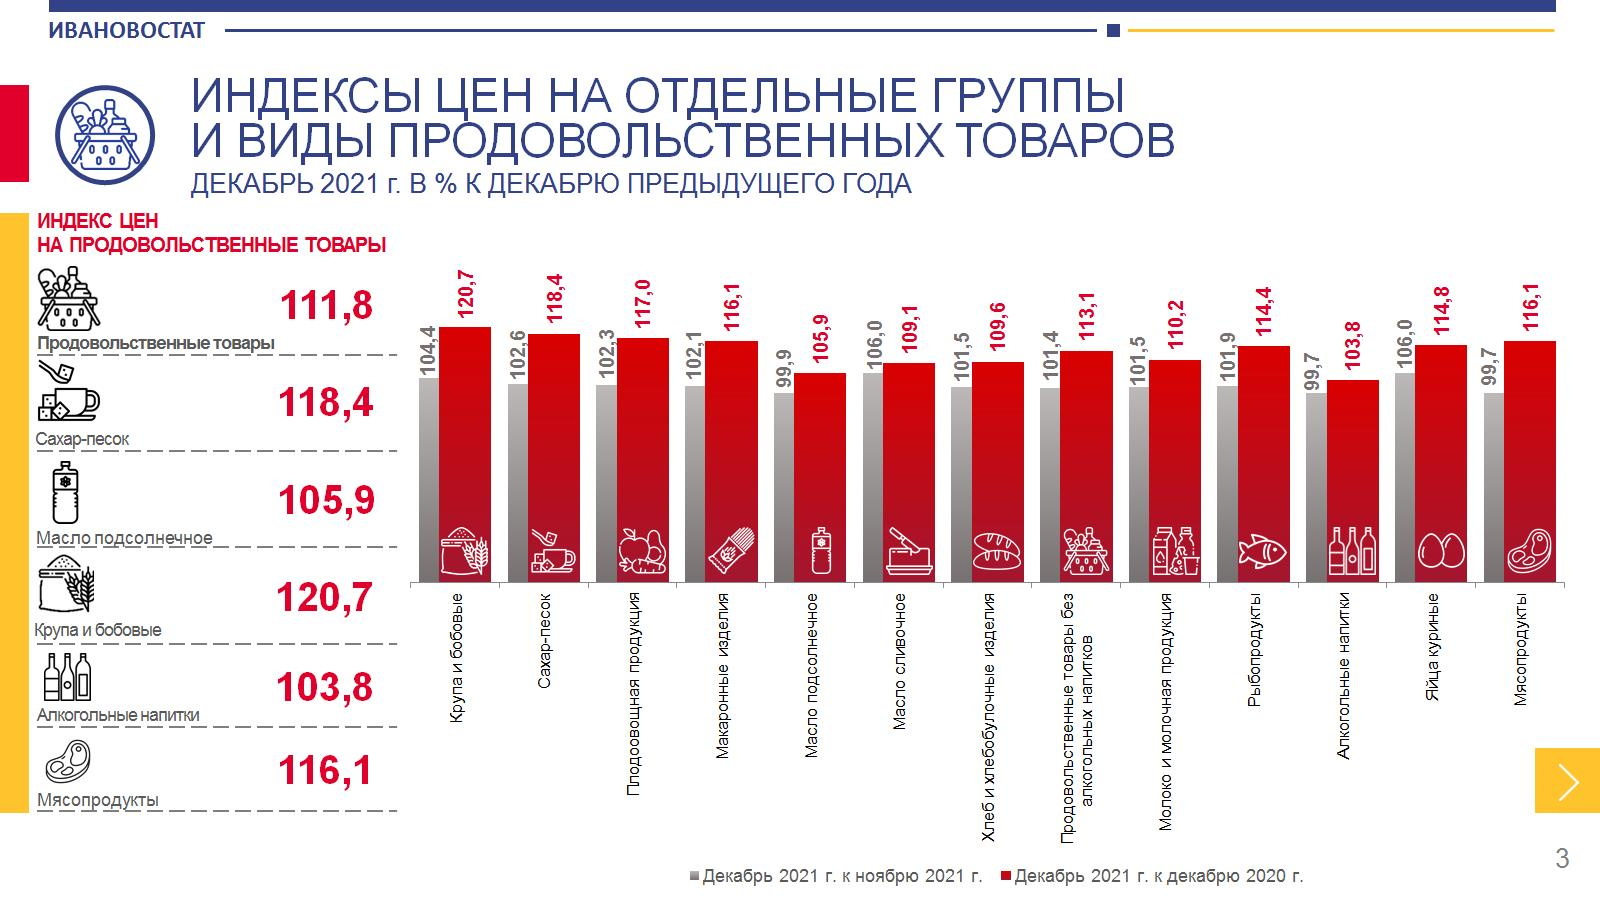 ИВАНОВОСТАТ
ИНДЕКСЫ ЦЕН НА ОТДЕЛЬНЫЕ ГРУППЫ
И ВИДЫ ПРОДОВОЛЬСТВЕННЫХ ТОВАРОВ
ДЕКАБРЬ 2021 г. В % К ДЕКАБРЮ ПРЕДЫДУЩЕГО ГОДА
ИНДЕКС ЦЕН
НА ПРОДОВОЛЬСТВЕННЫЕ ТОВАРЫ
111,8
Продовольственные товары
118,4
Сахар-песок
105,9
Масло подсолнечное
120,7
Крупа и бобовые
103,8
Алкогольные напитки
116,1
Мясопродукты
104,4
120,7
102,6
118,4
102,3
117,0
102,1
116,1
99,9
105,9
106,0
109,1
101,5
109,6
101,4
113,1
101,5
110,2
101,9
114,4
99,7
103,8
106,0
114,8
99,7
116,1
Крупа и бобовые
Сахар-песок
Плодоовощная продукция
Макаронные изделия
Масло подсолнечное
Масло сливочное
Хлеб и хлебобулочные изделия
Продовольственные товары без
алкогольных напитков
Молоко и молочная продукция
Рыбопродукты
Алкогольные напитки
Яйца куриные
Мясопродукты
Декабрь 2021 г. к ноябрю 2021 г.
Декабрь 2021 г. к декабрю 2020 г.
3